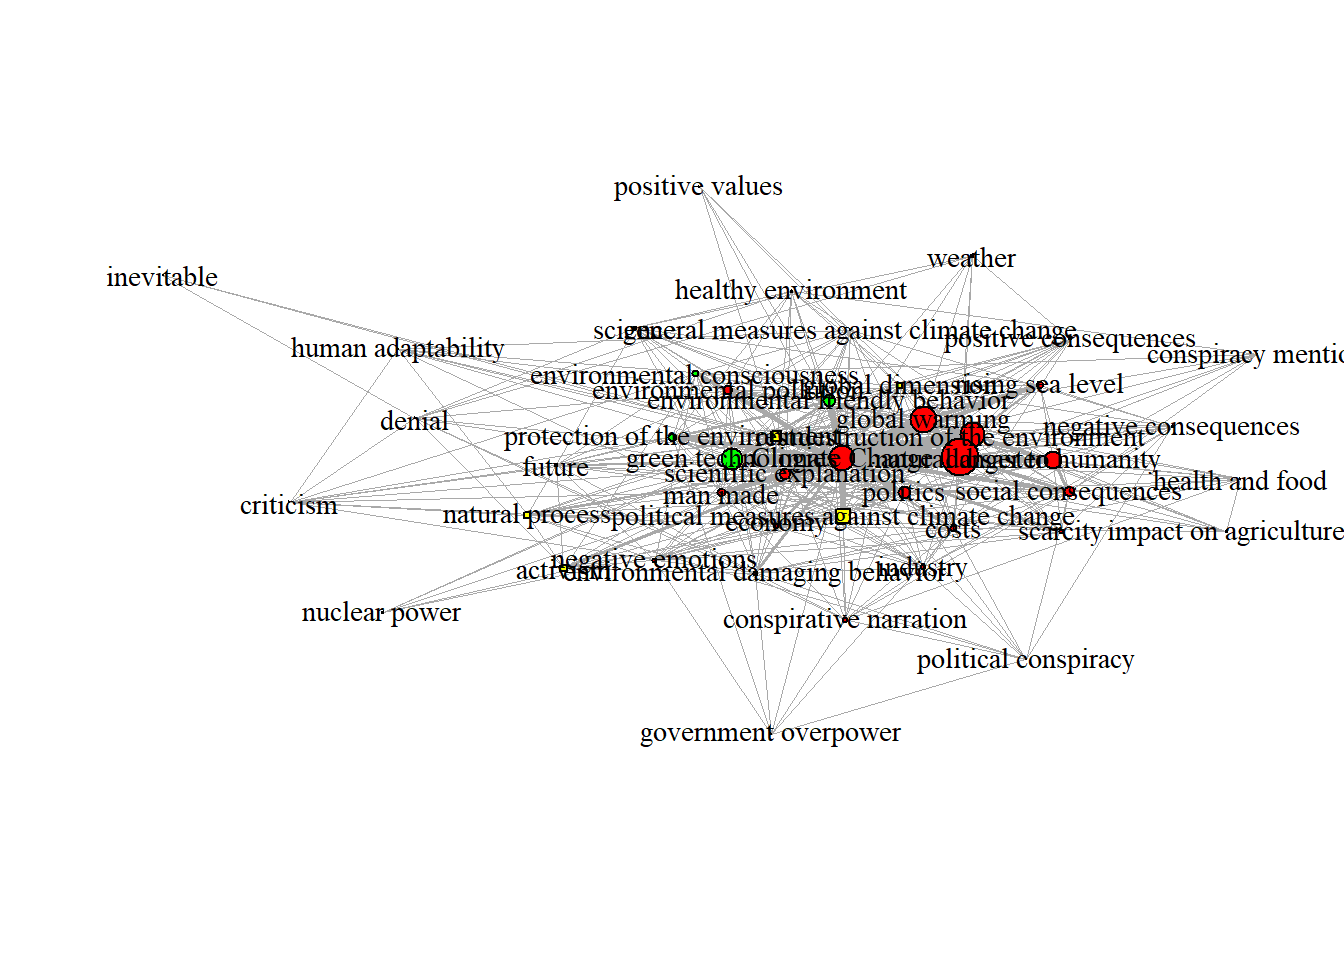 positive values
weather
inevitable
healthy environment
science
general measures against climate change
positive consequences
human adaptability
conspiracy mentio
environmental consciousness
global dimension
rising sea level
environmental pollution
environmental friendly behavior
denial
global warming
negative consequences
protection of the environment
destruction of the environment
green technologies
Climate Change
natural disaster
danger to humanity
future
scientific explanation
health and food
man made
politics
social consequences
criticism
natural process
political measures against climate change
economy
costs
scarcity
impact on agriculture
negative emotions
activism
environmental damaging behavior
industry
nuclear power
conspirative narration
political conspiracy
government overpower